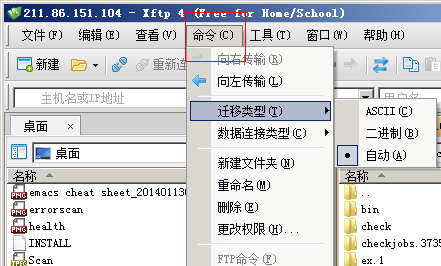 211.86.151.104 - Xftp 4 (Free for Home/School)
文件(F) 编辑(E) 查看(V) 命令(C) 工具(T) 窗口(W) 帮助(H)
新建 重新连
主机名或IP地址 用户名
桌面
桌面
名称
emacs cheat sheet_20140113
errorscan
health
INSTALL
Scan
向右传输(R)
向左传输(L)
迁移类型(T)
数据连接类型(C)
新建文件夹(N)
重命名(M)
删除(E)
更改权限(H)...
FTP命令(F)
ASCII(C)
二进制(B)
自动(A)
名称
..
bin
check
checkjobs.3735
ex.1